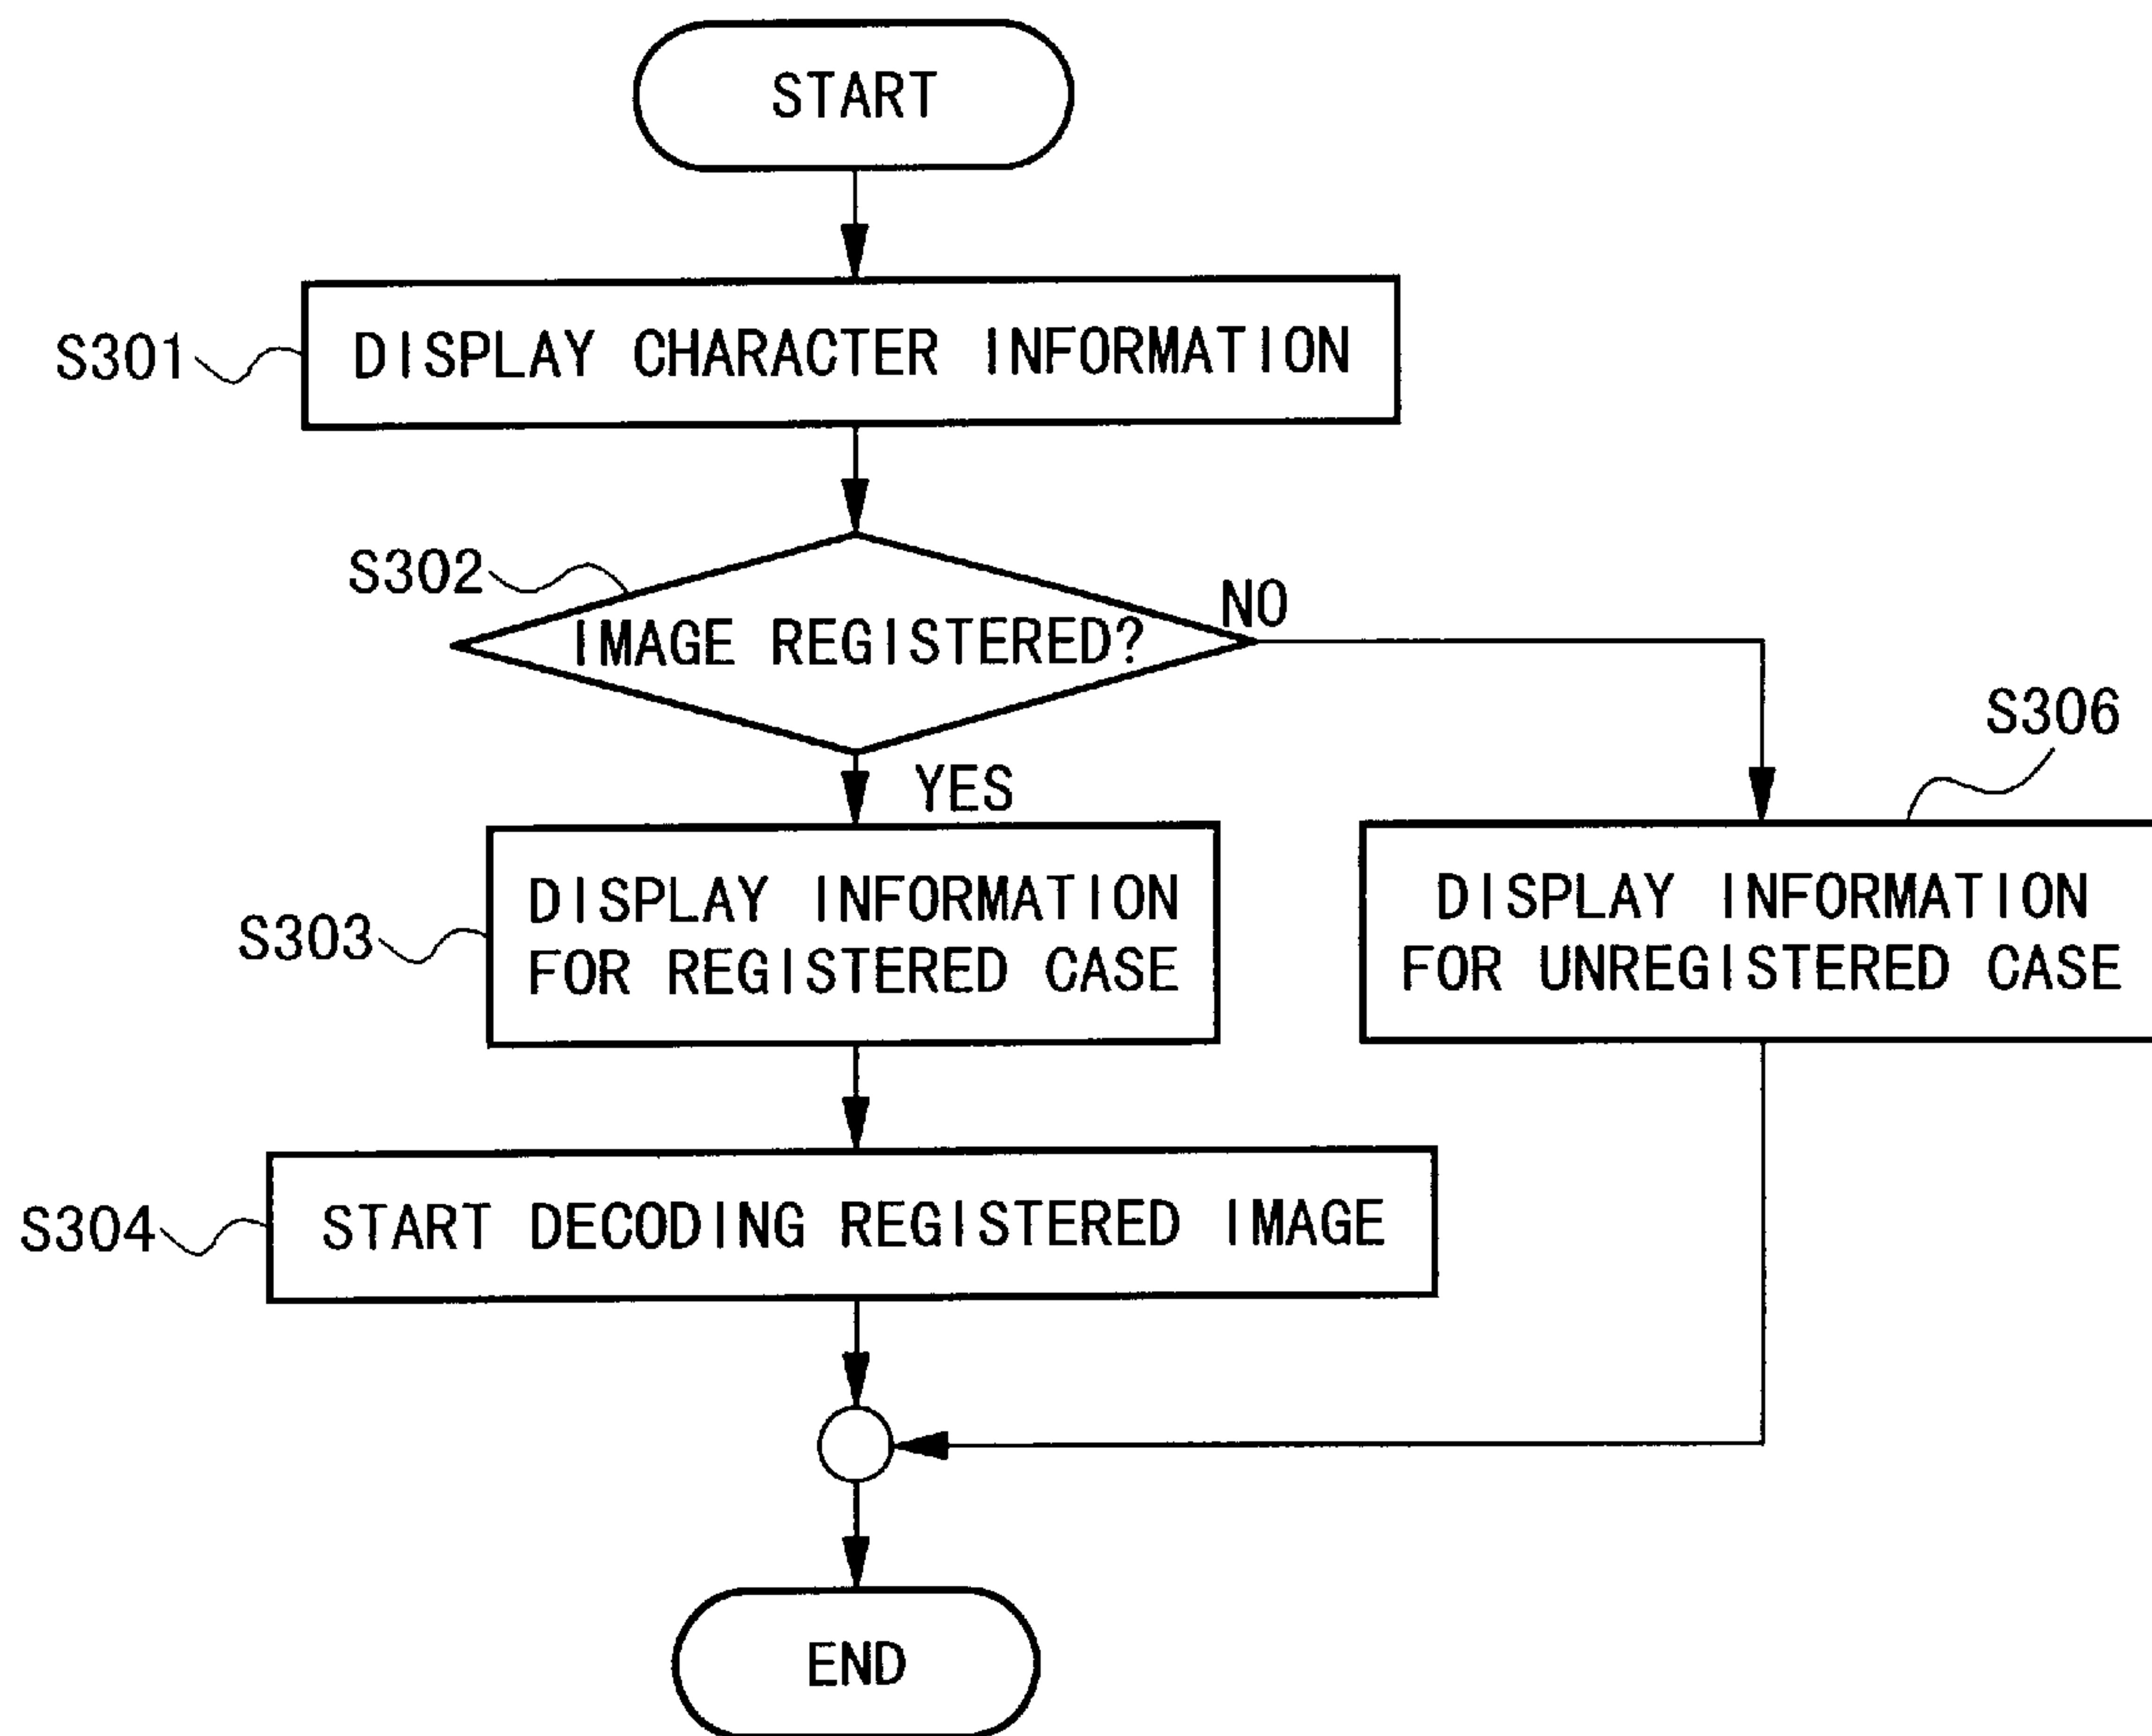 START
S301
DISPLAY CHARACTER INFORMATION
S302
IMAGE REGISTERED?
NO
YES
S306
S303
DISPLAY INFORMATION
FOR REGISTERED CASE
DISPLAY INFORMATION
FOR UNREGISTERED CASE
S304
START DECODING REGISTERED IMAGE
END